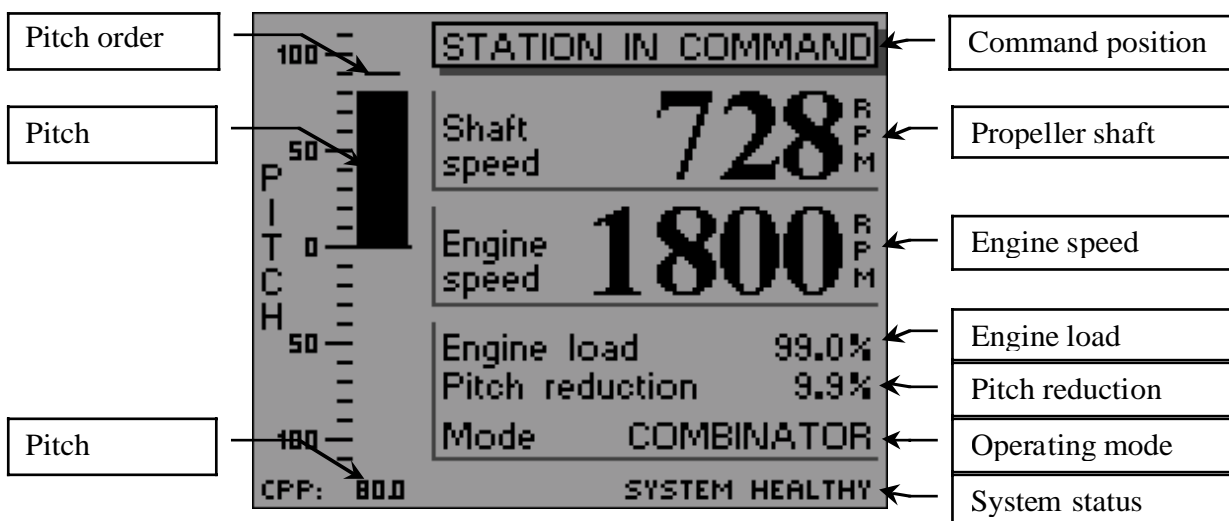 Pitch order
Pitch
Pitch
100
50
0
50
100
PITCH
CPP: 80.0
STATION IN COMMAND
Shaft speed 728 RPM
Engine speed 1800 RPM
Engine load 99.0%
Pitch reduction 9.9%
Mode COMBINATOR
SYSTEM HEALTHY
Command position
Propeller shaft
Engine speed
Engine load
Pitch reduction
Operating mode
System status